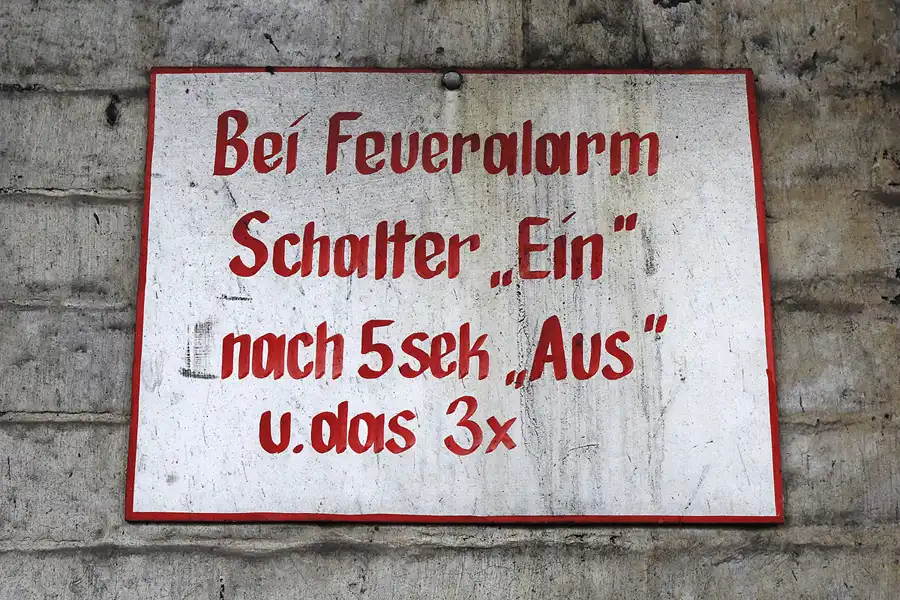 Bei Feueralarm
Schalter „Ein”
nach 5sek „Aus”
u. das 3x